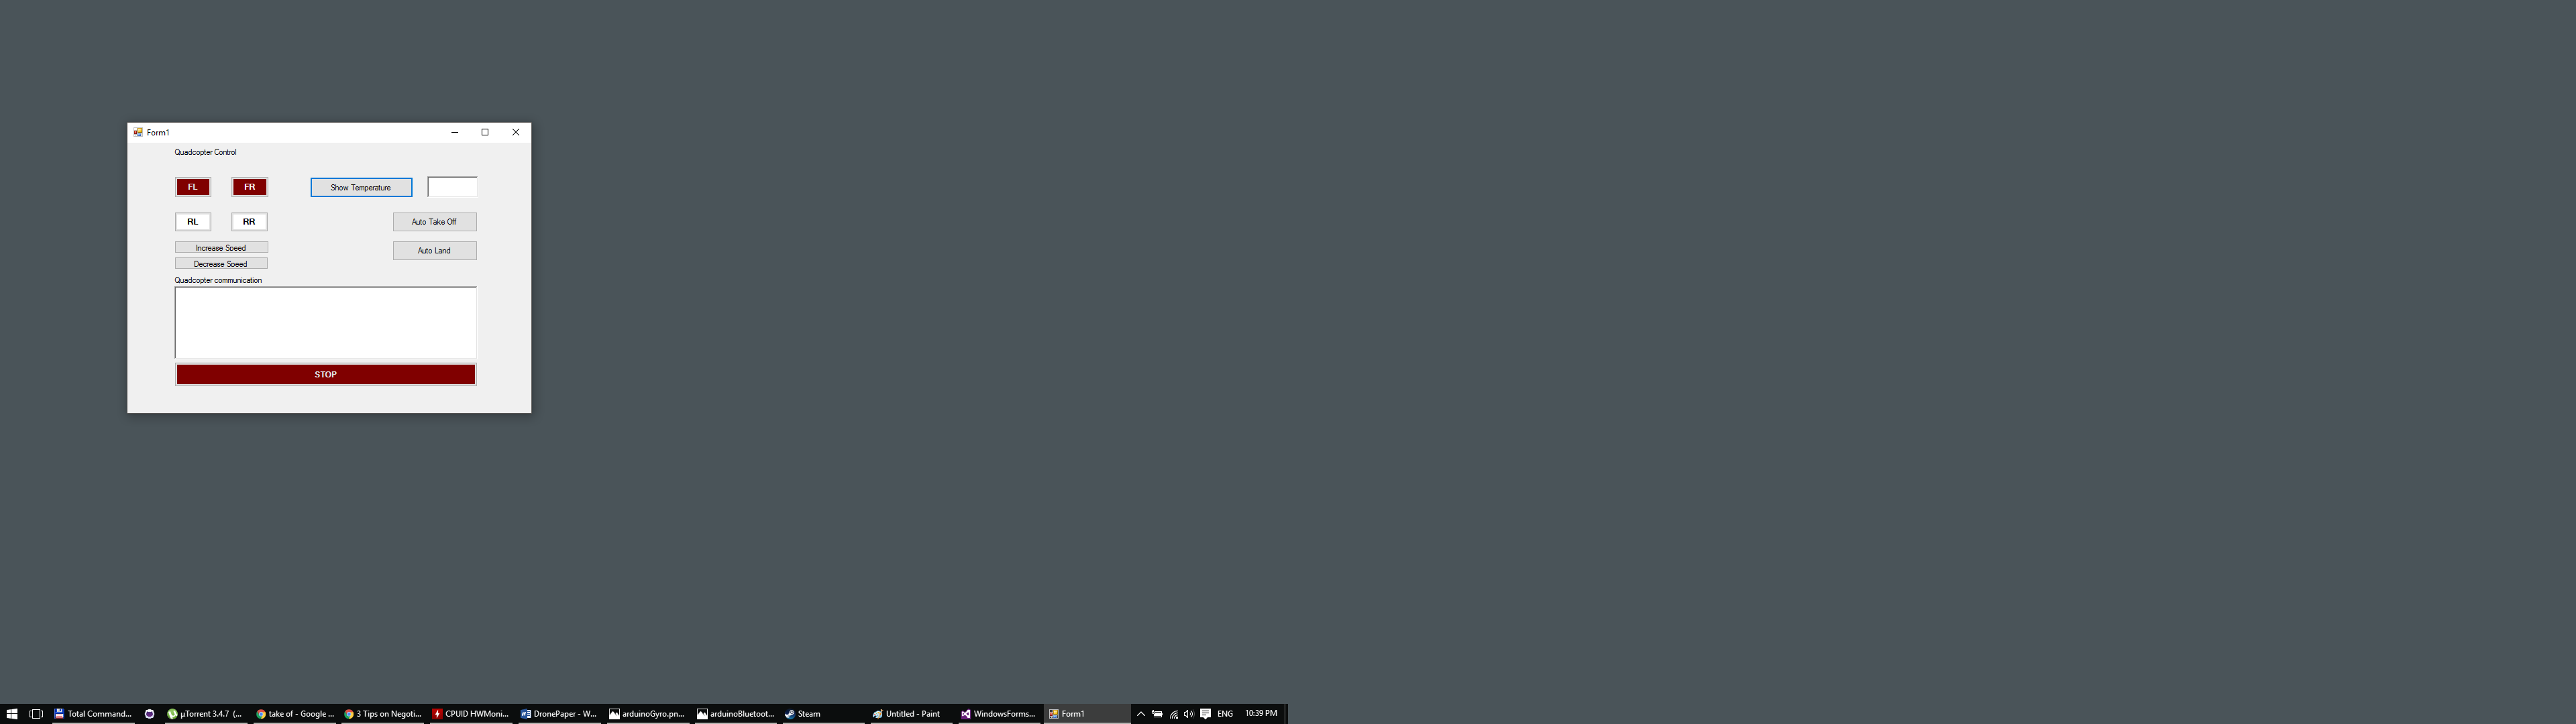 Form1
Quadcopter Control
FL FR Show Temperature
RL RR Auto Take Off
Increase Speed Auto Land
Decrease Speed
Quadcopter communication
STOP
Total Command... µTorrent 3.4.7 (... take of - Google ... 3 Tips on Negoti... CPUID HWMoni... DronePaper - W... arduinoGyro.pn... arduinoBluetoot... Steam Untitled - Paint WindowsForms... Form1 ENG 10:39 PM